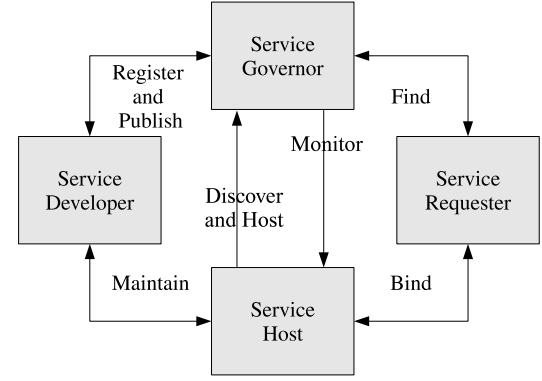 Service
Governor
Register
and
Publish
Find
Monitor
Service
Developer
Service
Requester
Discover
and Host
Maintain
Bind
Service
Host